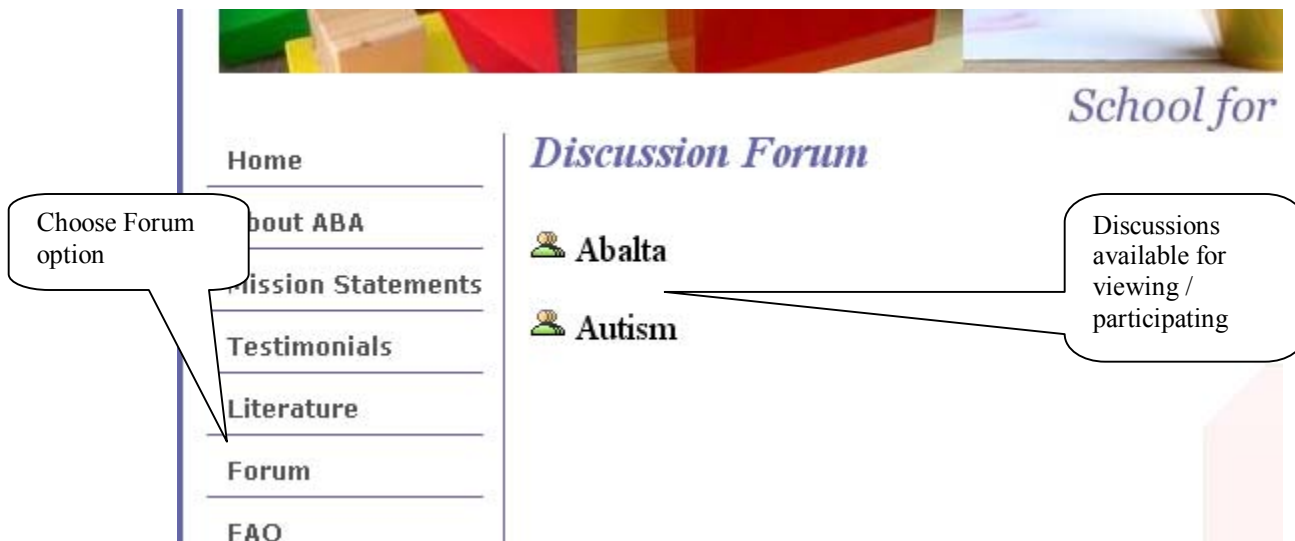 School for
Home
Discussion Forum
Choose Forum
option
bout ABA
Discussions
available for
viewing /
participating
Abalta
Mission Statements
Testimonials
Autism
Literature
Forum
FAQ